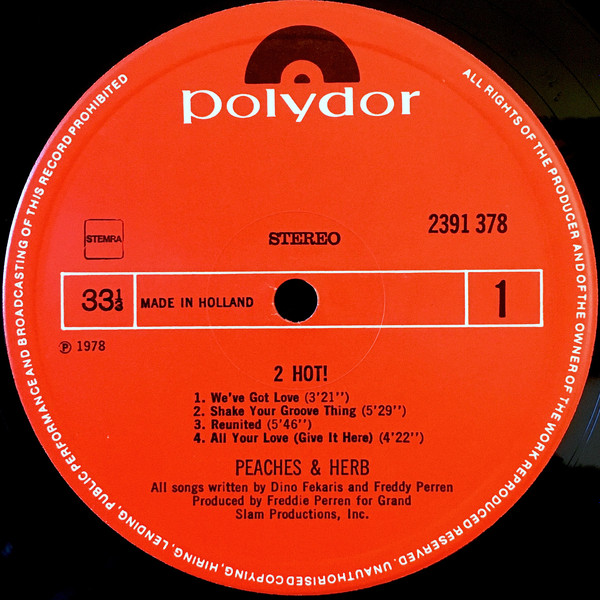 polydor
STEMRA
STEREO
2391 378
33⅓
MADE IN HOLLAND
1
℗ 1978
2 HOT!
1. We've Got Love (3'21'')
2. Shake Your Groove Thing (5'29'')
3. Reunited (5'46'')
4. All Your Love (Give It Here) (4'22'')
PEACHES & HERB
All songs written by Dino Fekaris and Freddy Perren
Produced by Freddie Perren for Grand
Slam Productions, Inc.
ALL RIGHTS OF THE PRODUCER AND OF THE OWNER OF THE WORK REPRODUCED RESERVED. UNAUTHORISED COPYING, HIRING, LENDING, PUBLIC PERFORMANCE AND BROADCASTING OF THIS RECORD PROHIBITED